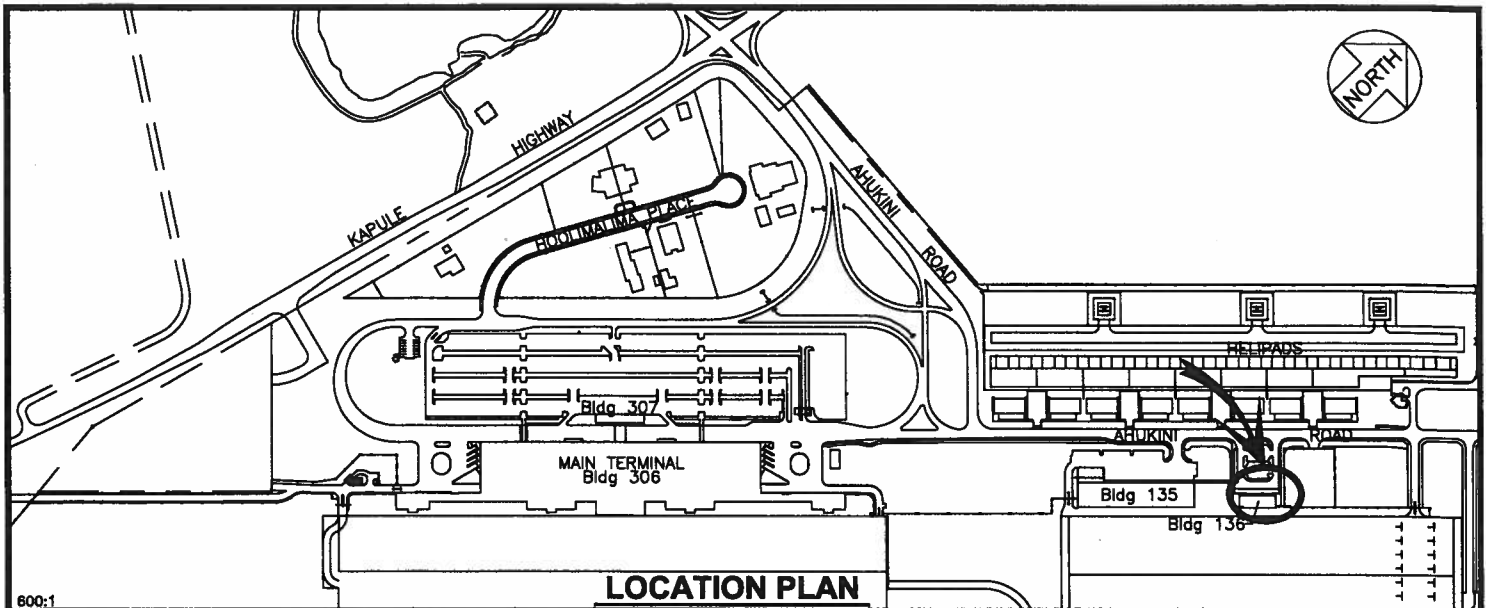 NORTH
HIGHWAY
KAPULE
HOOLIMALIMA PLACE
AHUKINI
ROAD
HELIPADS
Bldg 307
AHUKINI ROAD
MAIN TERMINAL
Bldg 306
Bldg 135
Bldg 136
LOCATION PLAN
600:1